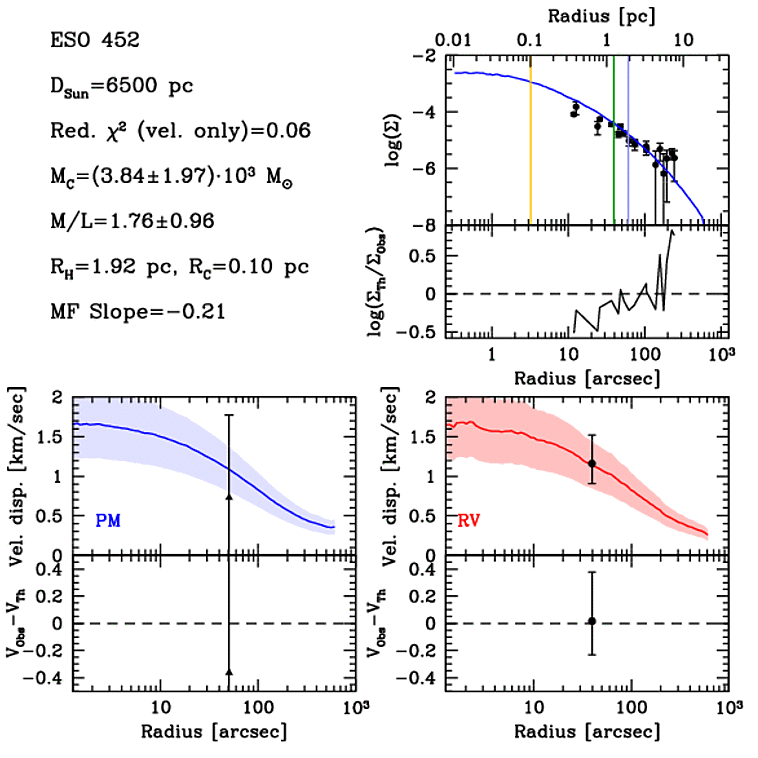 ESO 452
D_Sun=6500 pc
Red. χ² (vel. only)=0.06
M_C=(3.84±1.97)·10³ M_⊙
M/L=1.76±0.96
R_H=1.92 pc, R_C=0.10 pc
MF Slope=−0.21
Radius [pc]
0.01 0.1 1 10
log(Σ)
−2
−4
−6
−8
log(Σ_Th/Σ_Obs)
0.5
0
−0.5
1 10 100 10³
Radius [arcsec]
Vel. disp. [km/sec]
2
1.5
1
0.5
0
PM
V_Obs−V_Th
0.4
0.2
0
−0.2
−0.4
10 100 10³
Radius [arcsec]
Vel. disp. [km/sec]
2
1.5
1
0.5
0
RV
V_Obs−V_Th
0.4
0.2
0
−0.2
−0.4
10 100 10³
Radius [arcsec]